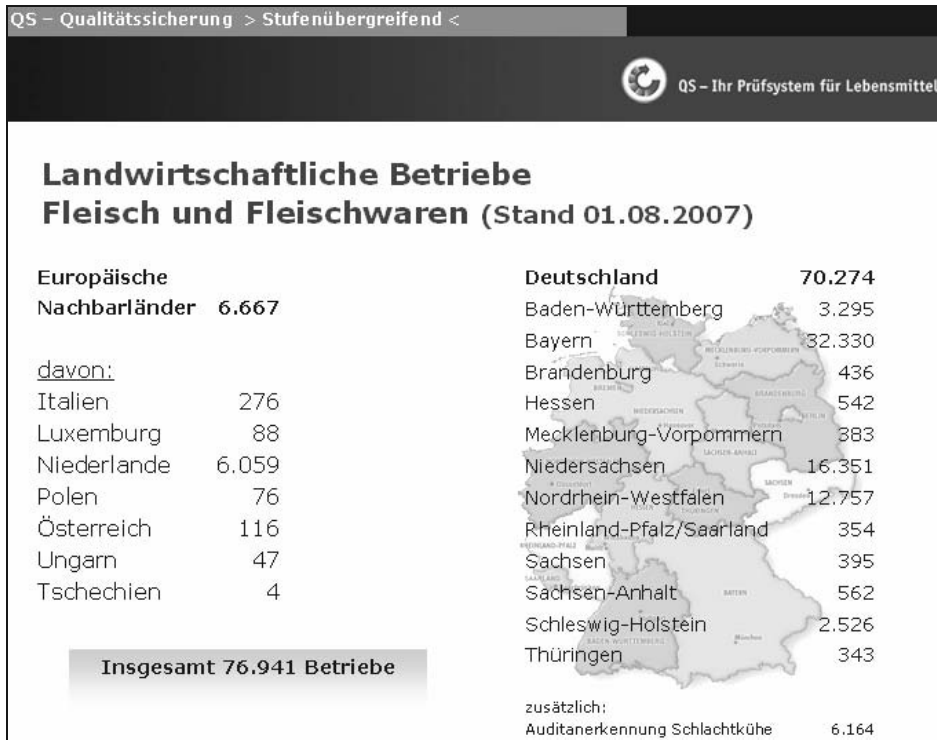 QS – Qualitätssicherung > Stufenübergreifend <
QS – Ihr Prüfsystem für Lebensmittel
Landwirtschaftliche Betriebe
Fleisch und Fleischwaren (Stand 01.08.2007)
Europäische
Nachbarländer 6.667
davon:
Italien 276
Luxemburg 88
Niederlande 6.059
Polen 76
Österreich 116
Ungarn 47
Tschechien 4
Insgesamt 76.941 Betriebe
Deutschland 70.274
Baden-Württemberg 3.295
Bayern 32.330
Brandenburg 436
Hessen 542
Mecklenburg-Vorpommern 383
Niedersachsen 16.351
Nordrhein-Westfalen 12.757
Rheinland-Pfalz/Saarland 354
Sachsen 395
Sachsen-Anhalt 562
Schleswig-Holstein 2.526
Thüringen 343
zusätzlich:
Auditanerkennung Schlachtkühe 6.164